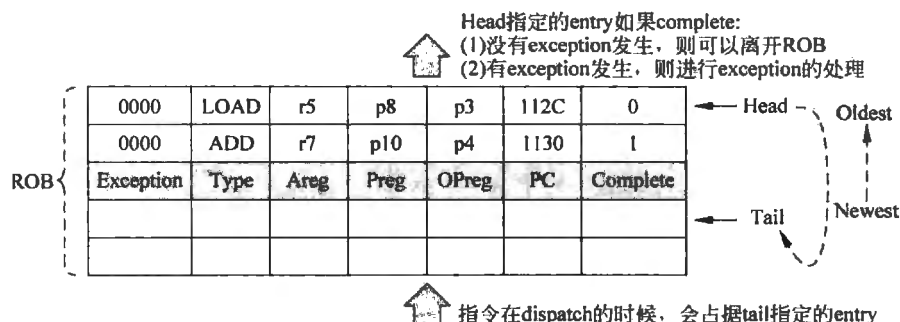 Head指定的entry如果complete:
(1)没有exception发生，则可以离开ROB
(2)有exception发生，则进行exception的处理
0000 LOAD r5 p8 p3 112C 0 Head Oldest
0000 ADD r7 p10 p4 1130 1
ROB Exception Type Areg Preg OPreg PC Complete
Tail Newest
指令在dispatch的时候，会占据tail指定的entry